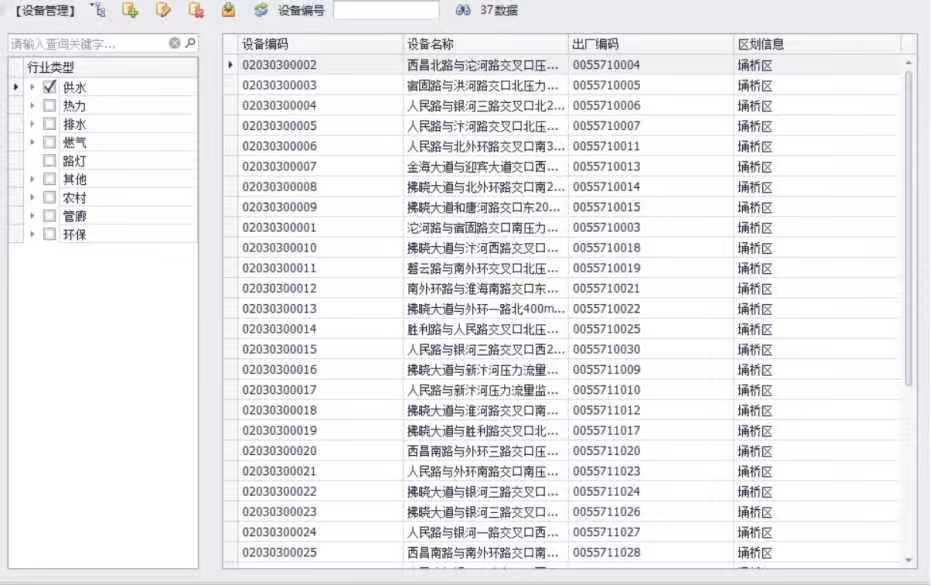 【设备管理】 设备编号 37数据
请输入查询关键字...
行业类型
供水
热力
排水
燃气
路灯
其他
农村
管廊
环保
设备编码 设备名称 出厂编码 区划信息
02030300002 西昌北路与沱河路交叉口压... 0055710004 埇桥区
02030300003 宿固路与洪河路交口北压力... 0055710005 埇桥区
02030300004 人民路与银河三路交叉口北2... 0055710006 埇桥区
02030300005 人民路与汴河路交叉口北压... 0055710007 埇桥区
02030300006 人民路与北外环路交叉口南3... 0055710011 埇桥区
02030300007 金海大道与迎宾大道交口西... 0055710013 埇桥区
02030300008 拂晓大道与北外环路交口南2... 0055710014 埇桥区
02030300009 拂晓大道和唐河路交口东20... 0055710015 埇桥区
02030300001 沱河路与宿固路交口南压力... 0055710003 埇桥区
02030300010 拂晓大道与汴河西路交叉口... 0055710018 埇桥区
02030300011 磬云路与南外环交叉口北压... 0055710019 埇桥区
02030300012 南外环路与淮海南路交口东... 0055710021 埇桥区
02030300013 拂晓大道与外环一路北400m... 0055710022 埇桥区
02030300014 胜利路与人民路交叉口北压... 0055710025 埇桥区
02030300015 人民路与银河三路交叉口西2... 0055710030 埇桥区
02030300016 拂晓大道与新汴河压力流量... 0055711009 埇桥区
02030300017 人民路与新汴河压力流量监... 0055711010 埇桥区
02030300018 拂晓大道与淮河路交叉口南... 0055711012 埇桥区
02030300019 拂晓大道与胜利路交叉口北... 0055711017 埇桥区
02030300020 西昌南路与外环三路交叉口压... 0055711020 埇桥区
02030300021 人民路与外环南路交口南压... 0055711023 埇桥区
02030300022 拂晓大道与银河三路交叉口... 0055711024 埇桥区
02030300023 拂晓大道与银河三路交叉口... 0055711026 埇桥区
02030300024 人民路与银河一路交叉口西... 0055711027 埇桥区
02030300025 西昌南路与南外环路交口南... 0055711028 埇桥区